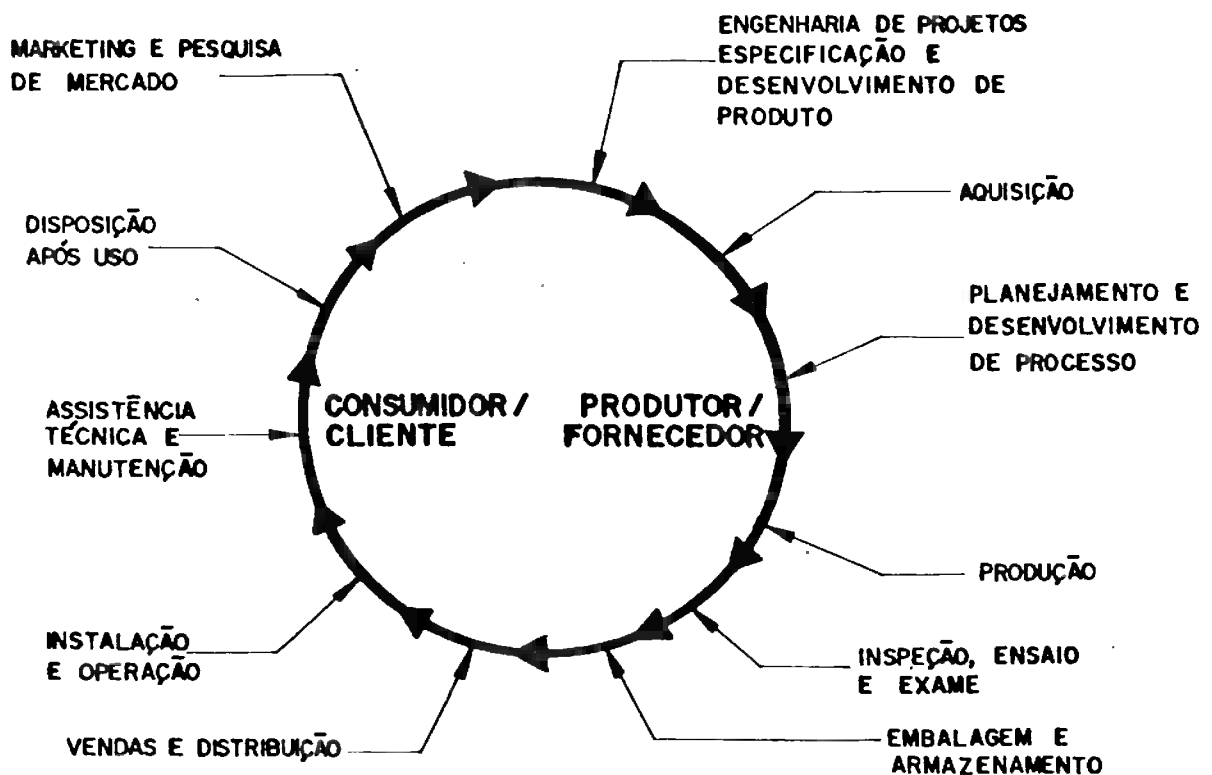 MARKETING E PESQUISA
DE MERCADO
ENGENHARIA DE PROJETOS
ESPECIFICAÇÃO E
DESENVOLVIMENTO DE
PRODUTO
AQUISIÇÃO
PLANEJAMENTO E
DESENVOLVIMENTO
DE PROCESSO
PRODUÇÃO
INSPEÇÃO, ENSAIO
E EXAME
EMBALAGEM E
ARMAZENAMENTO
VENDAS E DISTRIBUIÇÃO
INSTALAÇÃO
E OPERAÇÃO
ASSISTÊNCIA
TÉCNICA E
MANUTENÇÃO
DISPOSIÇÃO
APÓS USO
CONSUMIDOR/
CLIENTE
PRODUTOR/
FORNECEDOR